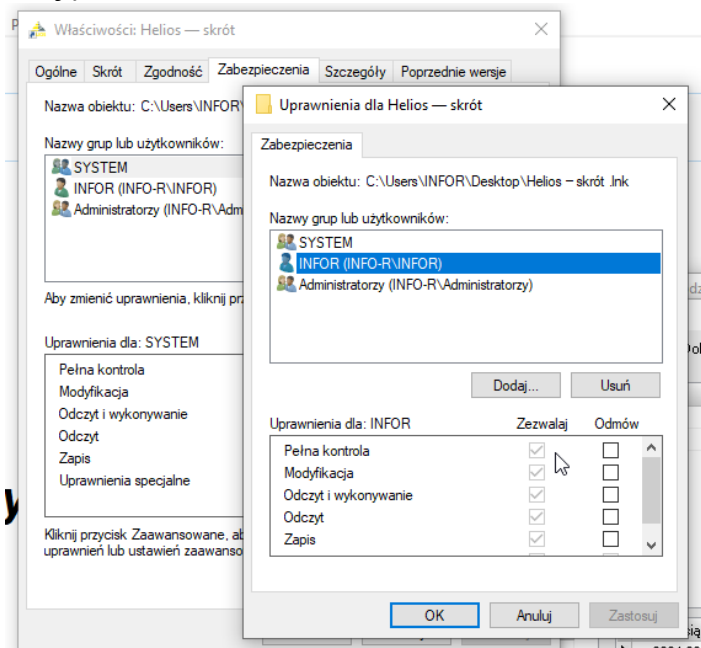 Właściwości: Helios — skrót
Ogólne Skrót Zgodność Zabezpieczenia Szczegóły Poprzednie wersje
Nazwa obiektu: C:\Users\INFOR\
Nazwy grup lub użytkowników:
SYSTEM
INFOR (INFO-R\INFOR)
Administratorzy (INFO-R\Adm
Aby zmienić uprawnienia, kliknij prz
Uprawnienia dla: SYSTEM
Pełna kontrola
Modyfikacja
Odczyt i wykonywanie
Odczyt
Zapis
Uprawnienia specjalne
Kliknij przycisk Zaawansowane, ab
uprawnień lub ustawień zaawanso
Uprawnienia dla Helios — skrót
Zabezpieczenia
Nazwa obiektu: C:\Users\INFOR\Desktop\Helios — skrót .lnk
Nazwy grup lub użytkowników:
SYSTEM
INFOR (INFO-R\INFOR)
Administratorzy (INFO-R\Administratorzy)
Dodaj... Usuń
Uprawnienia dla: INFOR Zezwalaj Odmów
Pełna kontrola
Modyfikacja
Odczyt i wykonywanie
Odczyt
Zapis
OK Anuluj Zastosuj